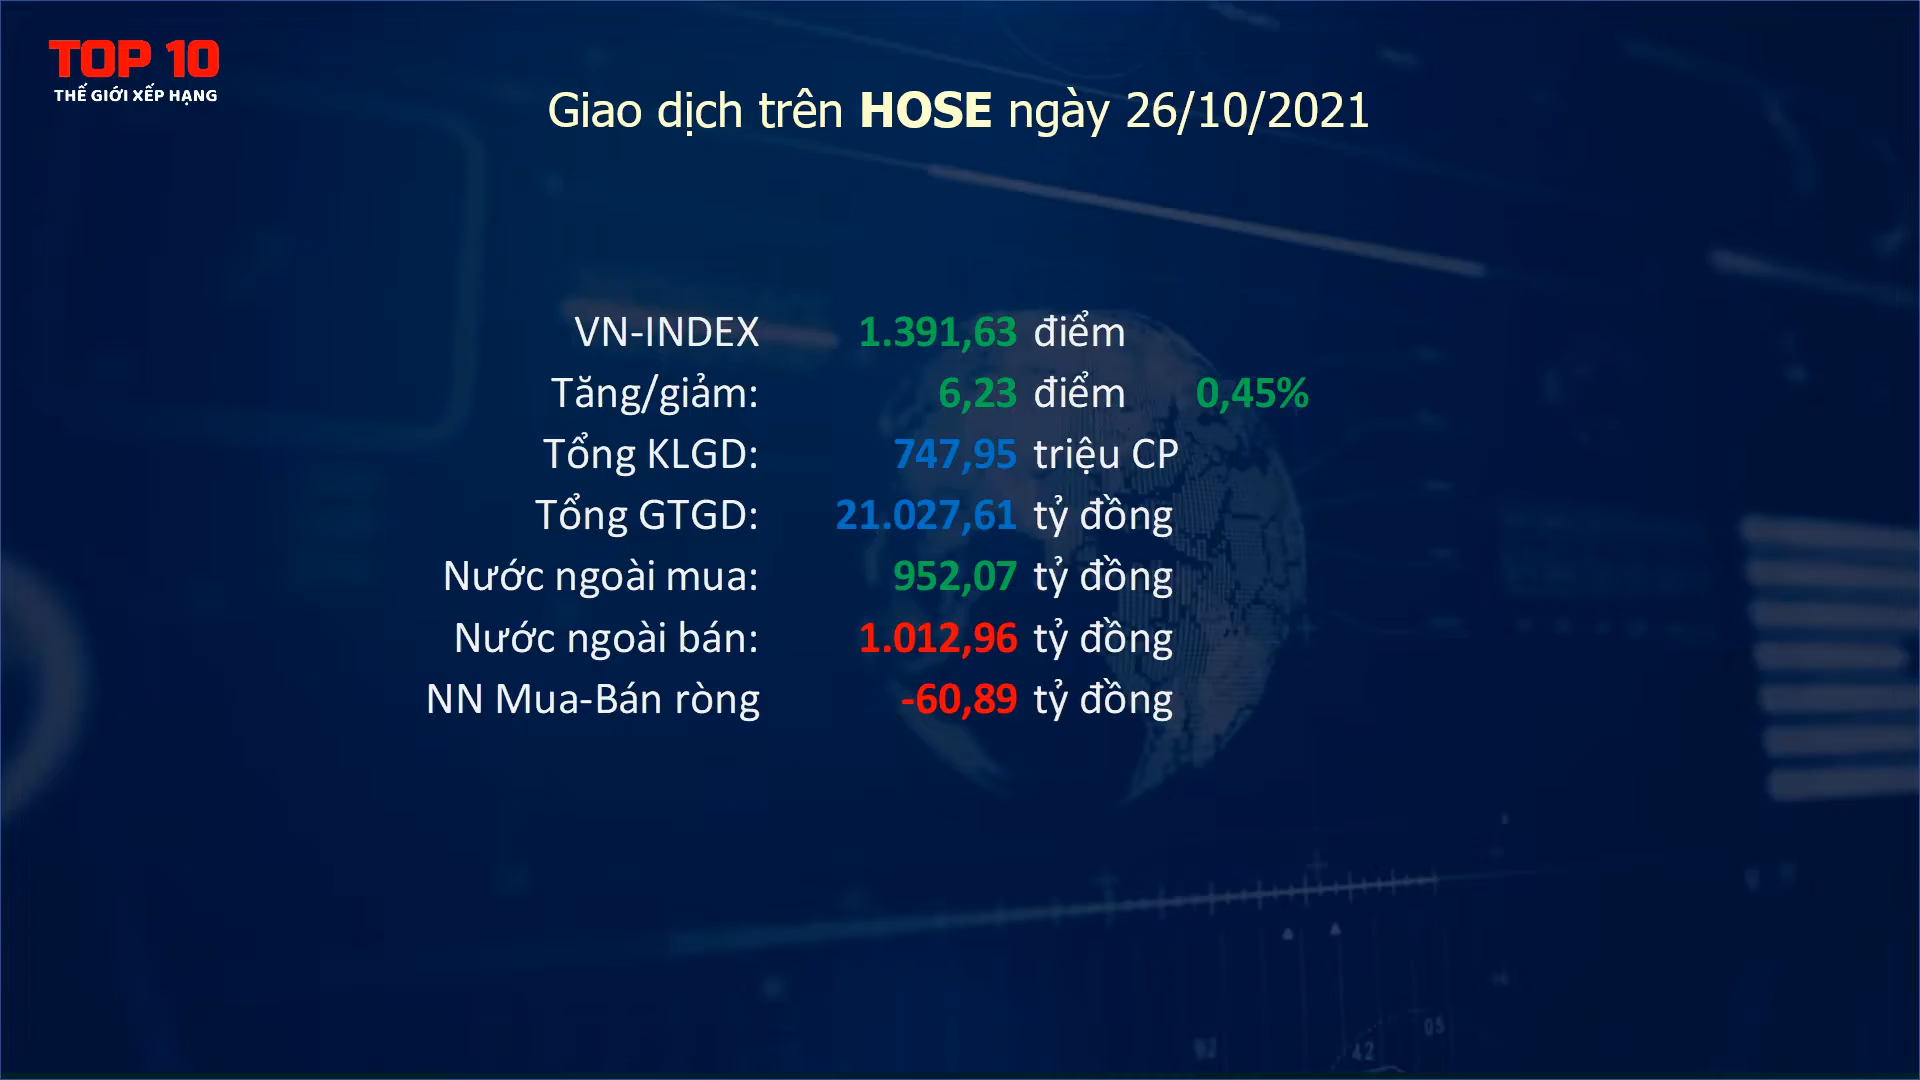 TOP 10
THẾ GIỚI XẾP HẠNG
Giao dịch trên HOSE ngày 26/10/2021
VN-INDEX 1.391,63 điểm
Tăng/giảm: 6,23 điểm 0,45%
Tổng KLGD: 747,95 triệu CP
Tổng GTGD: 21.027,61 tỷ đồng
Nước ngoài mua: 952,07 tỷ đồng
Nước ngoài bán: 1.012,96 tỷ đồng
NN Mua-Bán ròng -60,89 tỷ đồng
05
42